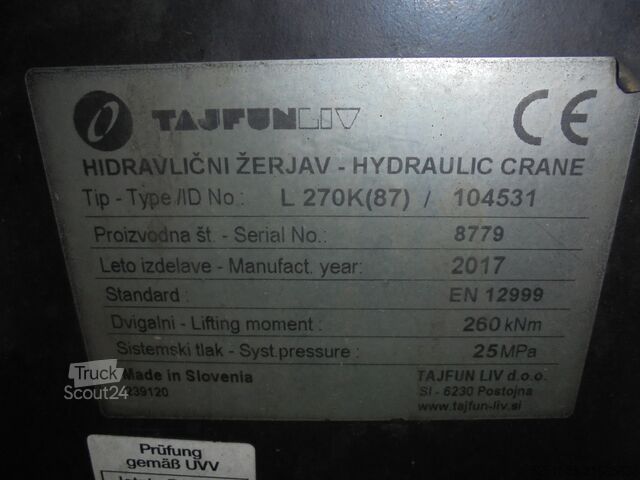 TAJFUNLIV
CE
HIDRAVLIČNI ŽERJAV - HYDRAULIC CRANE
Tip - Type /ID No : L 270K(87) / 104531
Proizvodna št. - Serial No.: 8779
Leto izdelave - Manufact. year: 2017
Standard : EN 12999
Dvigalni - Lifting moment : 260 kNm
Sistemski tlak - Syst.pressure : 25 MPa
Made in Slovenia TAJFUN LIV d.o.o.
239120 SI - 6230 Postojna
www.tajfun-liv.si
Truck
Scout24
Prüfung
gemäß UVV